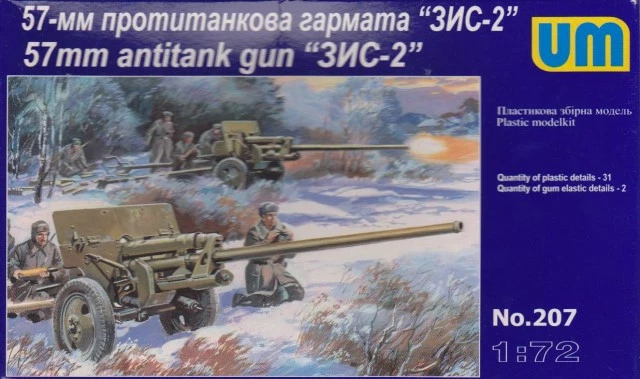 57-мм протитанкова гармата “ЗИС-2”
57mm antitank gun “ЗИС-2”
um
Пластикова збірна модель
Plastic modelkit
Quantity of plastic details - 31
Quantity of gum elastic details - 2
No.207
1:72